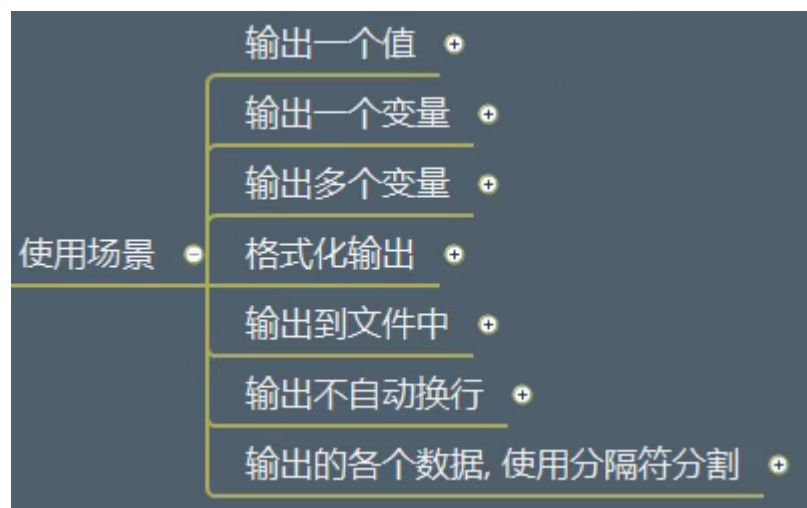 输出一个值
输出一个变量
输出多个变量
使用场景
格式化输出
输出到文件中
输出不自动换行
输出的各个数据, 使用分隔符分割